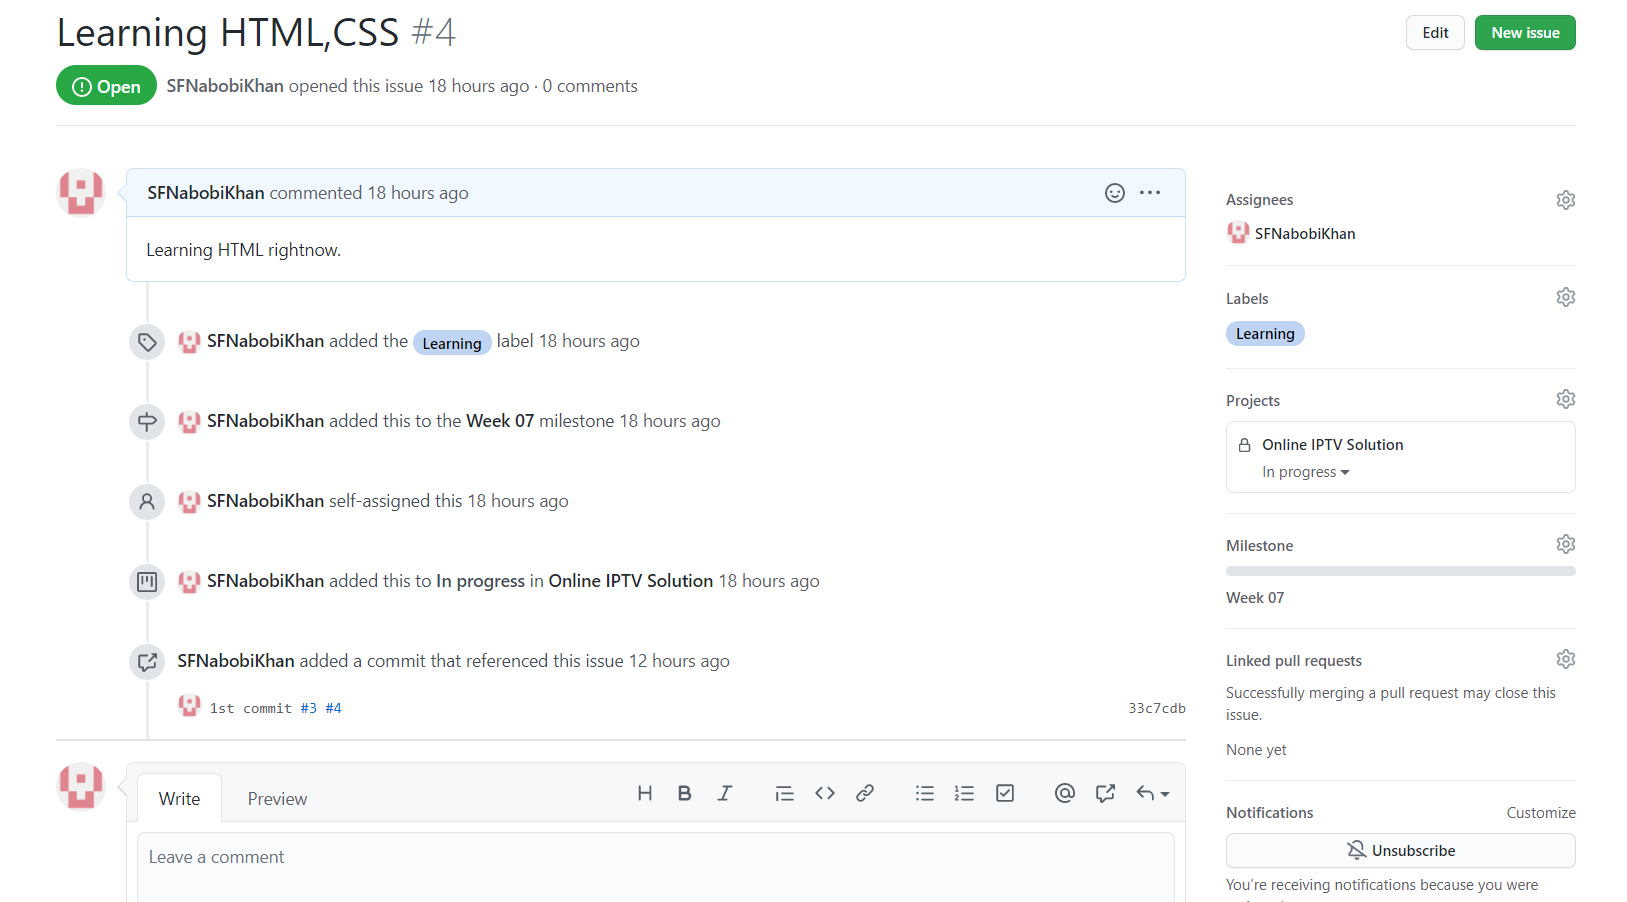 Learning HTML,CSS #4
Edit
New issue
Open
SFNabobiKhan opened this issue 18 hours ago · 0 comments
SFNabobiKhan commented 18 hours ago
Learning HTML rightnow.
SFNabobiKhan added the Learning label 18 hours ago
SFNabobiKhan added this to the Week 07 milestone 18 hours ago
SFNabobiKhan self-assigned this 18 hours ago
SFNabobiKhan added this to In progress in Online IPTV Solution 18 hours ago
SFNabobiKhan added a commit that referenced this issue 12 hours ago
1st commit #3 #4
33c7cdb
Write
Preview
Leave a comment
Assignees
SFNabobiKhan
Labels
Learning
Projects
Online IPTV Solution
In progress
Milestone
Week 07
Linked pull requests
Successfully merging a pull request may close this
issue.
None yet
Notifications
Customize
Unsubscribe
You're receiving notifications because you were